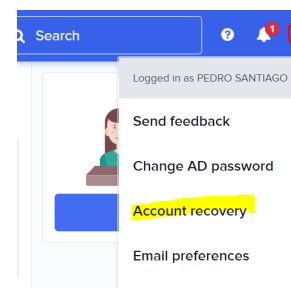 Search
1
Logged in as PEDRO SANTIAGO
Send feedback
Change AD password
Account recovery
Email preferences